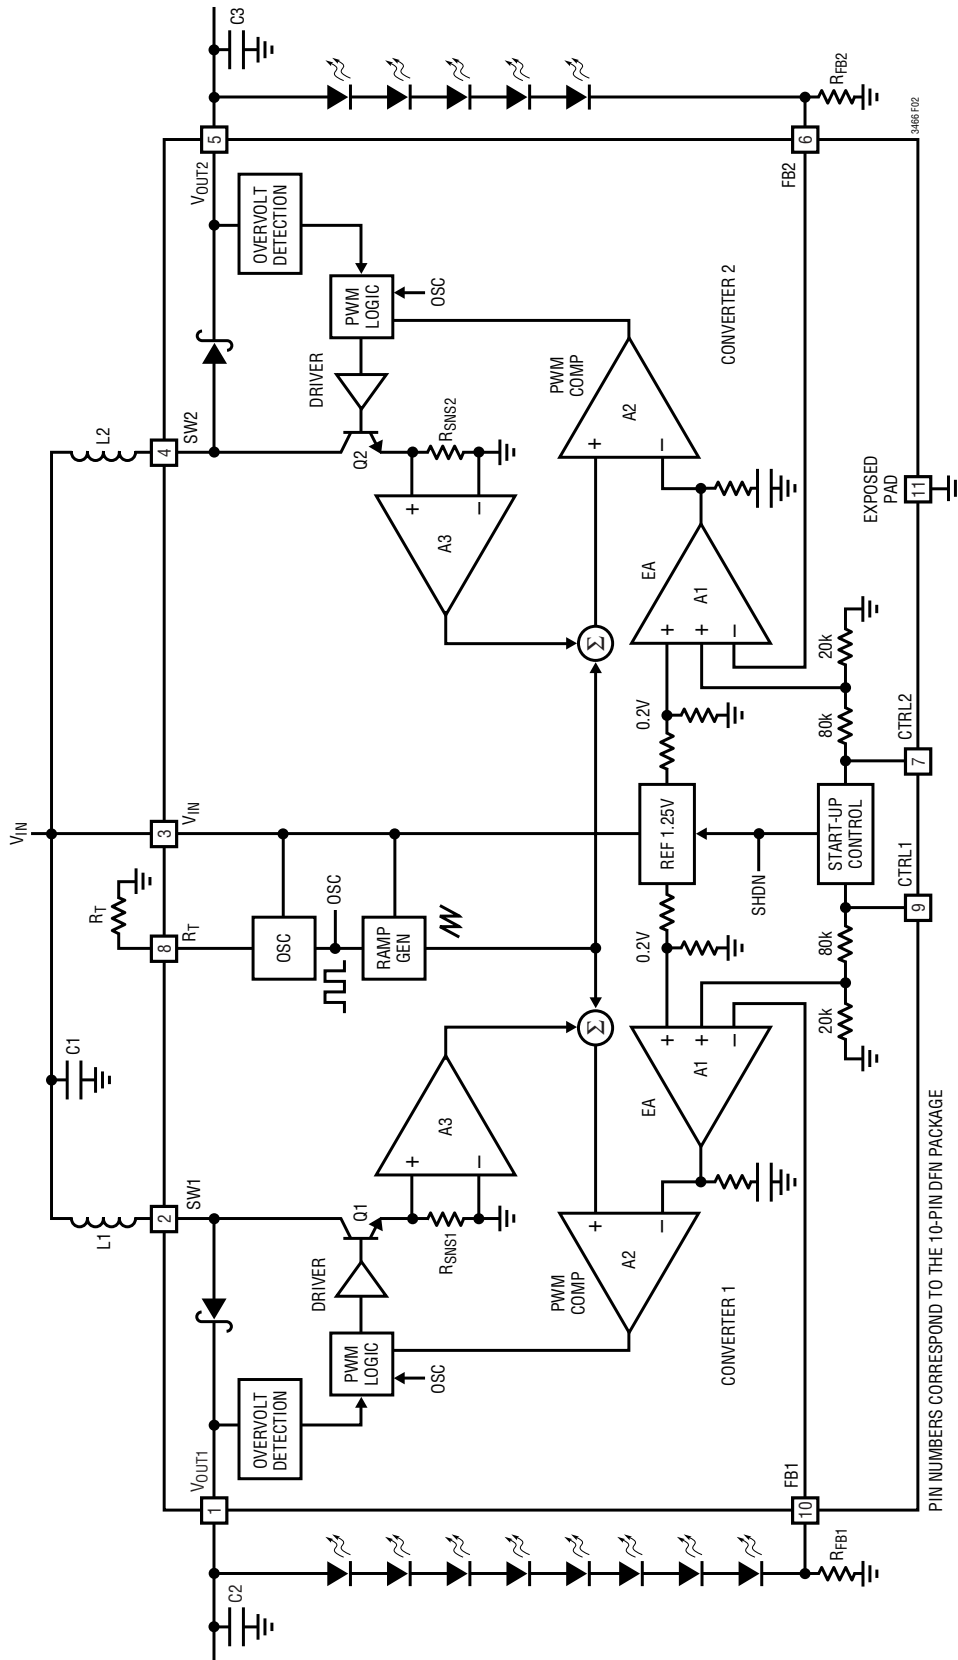 VIN
L1
C1
RT
L2
C3
C2
1
VOUT1
2
SW1
8
RT
3
VIN
4
SW2
5
VOUT2
OVERVOLT
DETECTION
PWM
LOGIC
OSC
DRIVER
Q1
RSNS1
+
−
A3
OSC
OSC
RAMP
GEN
Σ
Σ
A3
+
−
Q2
RSNS2
DRIVER
PWM
LOGIC
OSC
OVERVOLT
DETECTION
PWM
COMP
A2
+
−
EA
A1
+
+
−
0.2V
REF 1.25V
0.2V
EA
A1
+
+
−
PWM
COMP
A2
+
−
CONVERTER 1
CONVERTER 2
SHDN
START-UP
CONTROL
20k
80k
80k
20k
RFB1
10
FB1
9
CTRL1
7
CTRL2
11
EXPOSED
PAD
6
FB2
RFB2
PIN NUMBERS CORRESPOND TO THE 10-PIN DFN PACKAGE
3466 F02